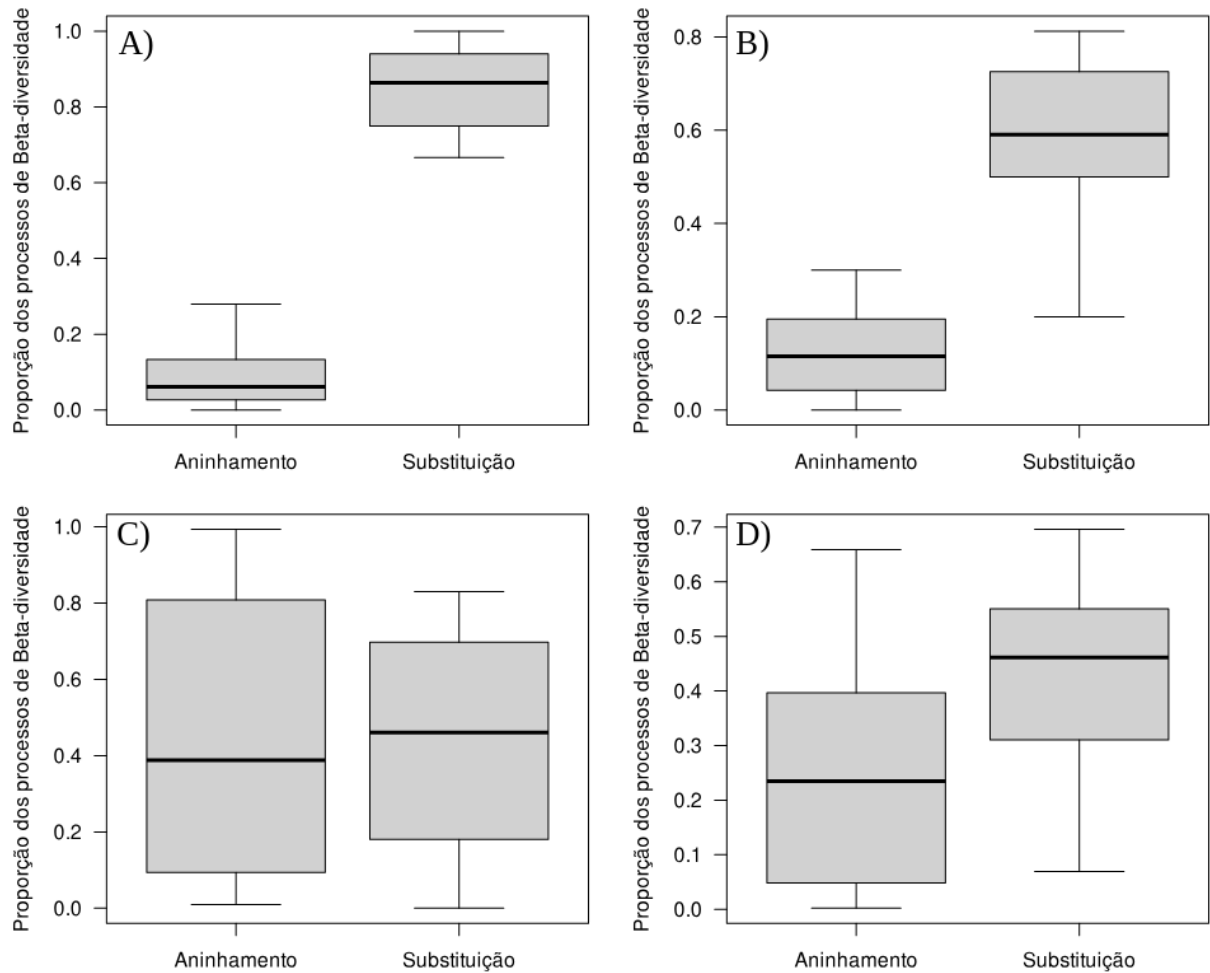 A)
Proporção dos processos de Beta-diversidade
1.0
0.8
0.6
0.4
0.2
0.0
Aninhamento
Substituição
B)
Proporção dos processos de Beta-diversidade
0.8
0.6
0.4
0.2
0.0
Aninhamento
Substituição
C)
Proporção dos processos de Beta-diversidade
1.0
0.8
0.6
0.4
0.2
0.0
Aninhamento
Substituição
D)
Proporção dos processos de Beta-diversidade
0.7
0.6
0.5
0.4
0.3
0.2
0.1
0.0
Aninhamento
Substituição